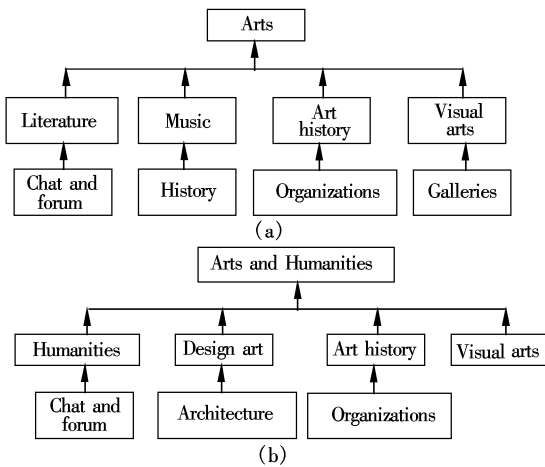 Arts
Literature
Music
Art
history
Visual
arts
Chat and
forum
History
Organizations
Galleries
(a)
Arts and Humanities
Humanities
Design art
Art history
Visual arts
Chat and
forum
Architecture
Organizations
(b)